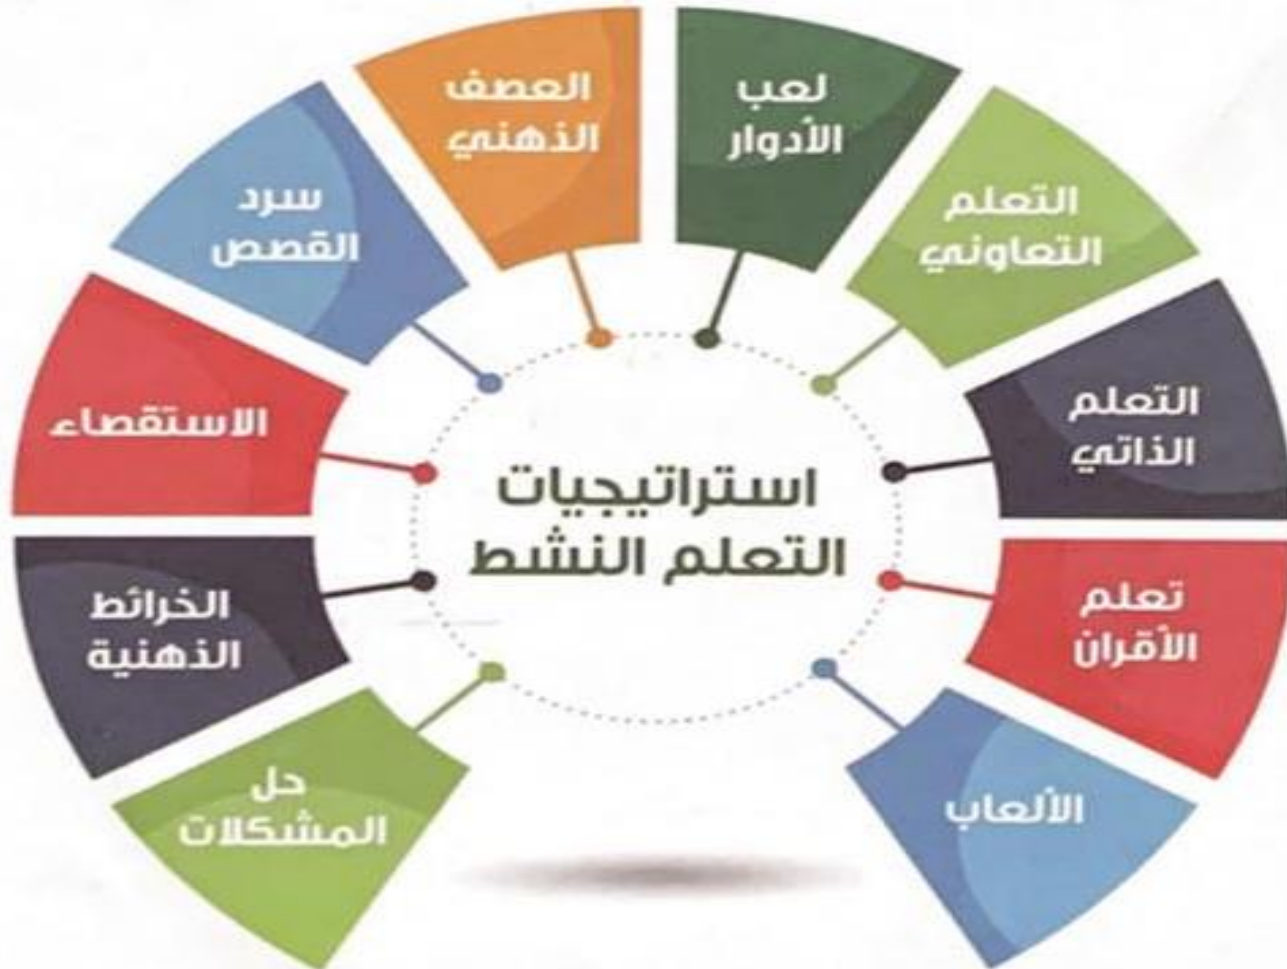 العصف
الذهني
لعب
الأدوار
سرد
القصص
التعلم
التعاوني
الاستقصاء
التعلم
الذاتي
استراتيجيات
التعلم النشط
الخرائط
الذهنية
تعلم
الأقران
حل
المشكلات
الألعاب